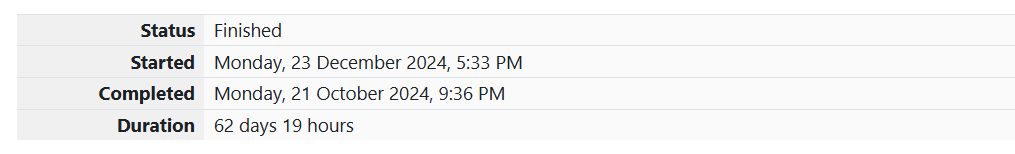 Status Finished
Started Monday, 23 December 2024, 5:33 PM
Completed Monday, 21 October 2024, 9:36 PM
Duration 62 days 19 hours